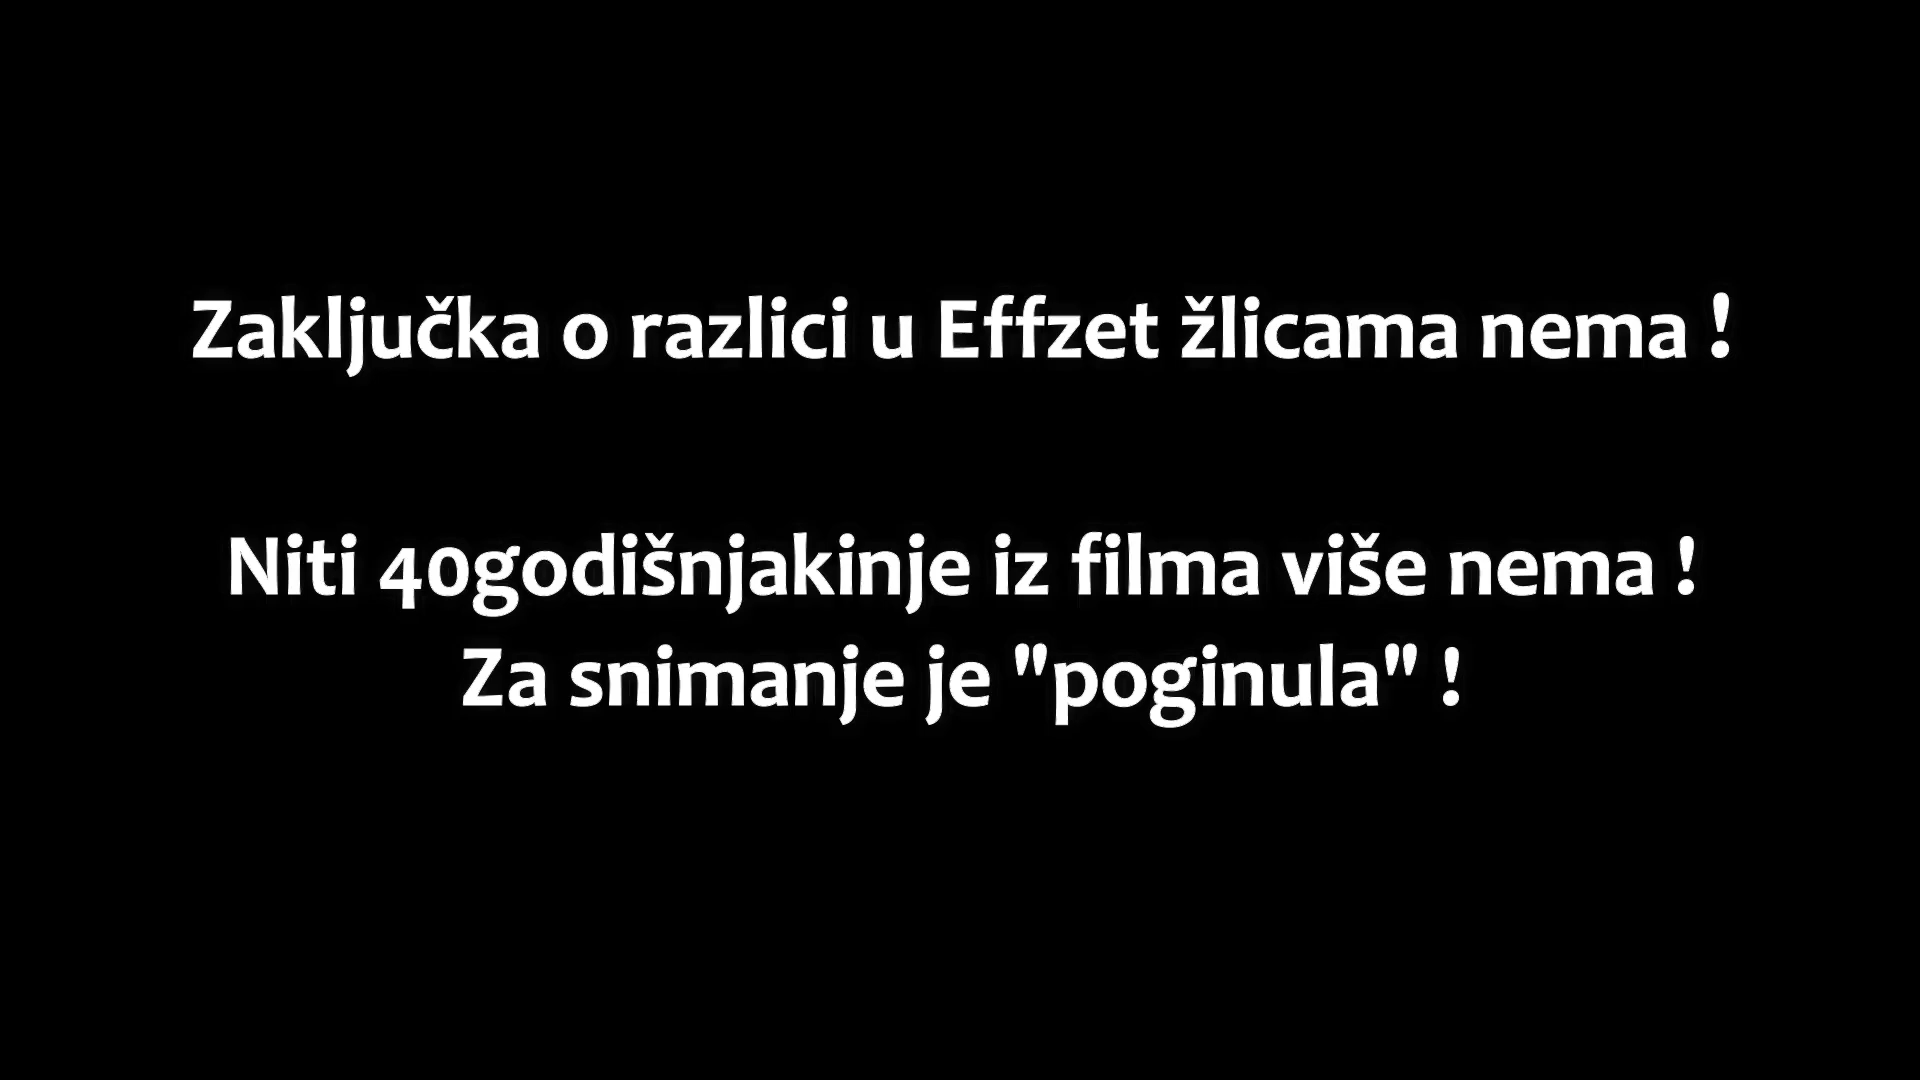 Zaključka o razlici u Effzet žlicama nema !
Niti 40godišnjakinje iz filma više nema !
Za snimanje je "poginula" !